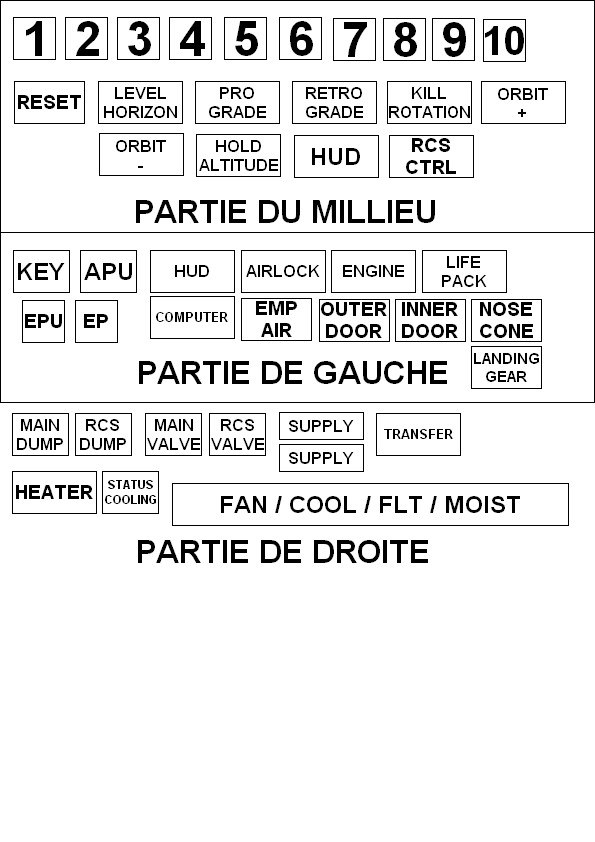 1 2 3 4 5 6 7 8 9 10
RESET
LEVEL
HORIZON
PRO
GRADE
RETRO
GRADE
KILL
ROTATION
ORBIT
+
ORBIT
-
HOLD
ALTITUDE
HUD
RCS
CTRL
PARTIE DU MILLIEU
KEY
APU
HUD
AIRLOCK
ENGINE
LIFE
PACK
EPU
EP
COMPUTER
EMP
AIR
OUTER
DOOR
INNER
DOOR
NOSE
CONE
LANDING
GEAR
PARTIE DE GAUCHE
MAIN
DUMP
RCS
DUMP
MAIN
VALVE
RCS
VALVE
SUPPLY
SUPPLY
TRANSFER
HEATER
STATUS
COOLING
FAN / COOL / FLT / MOIST
PARTIE DE DROITE